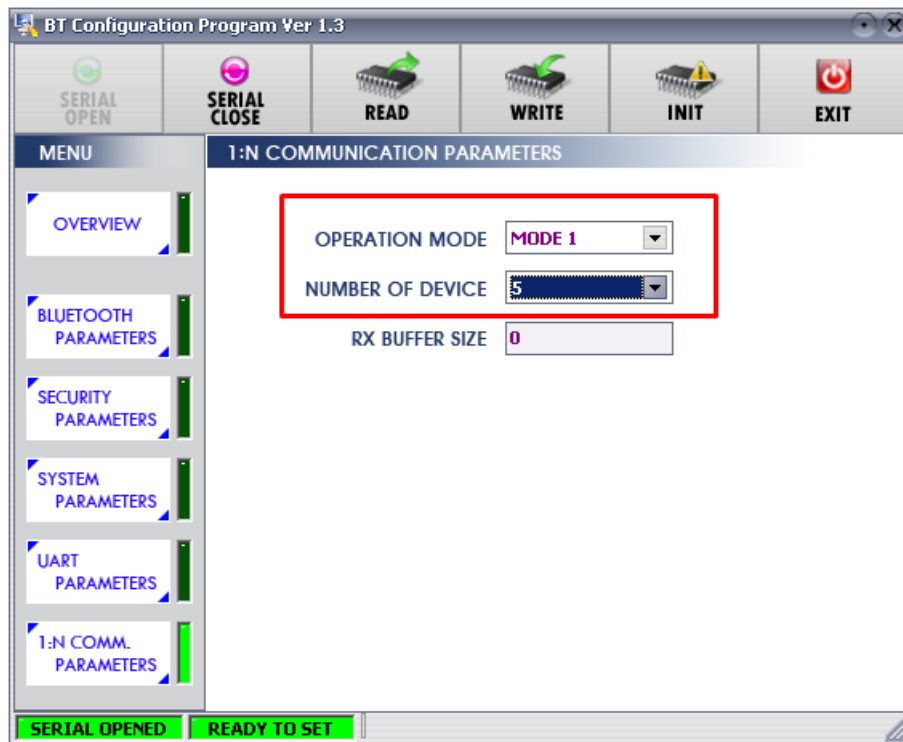 BT Configuration Program Ver 1.3
SERIAL
OPEN
SERIAL
CLOSE
READ
WRITE
INIT
EXIT
MENU
1:N COMMUNICATION PARAMETERS
OVERVIEW
BLUETOOTH
PARAMETERS
SECURITY
PARAMETERS
SYSTEM
PARAMETERS
UART
PARAMETERS
1:N COMM.
PARAMETERS
OPERATION MODE MODE 1
NUMBER OF DEVICE 5
RX BUFFER SIZE 0
SERIAL OPENED READY TO SET